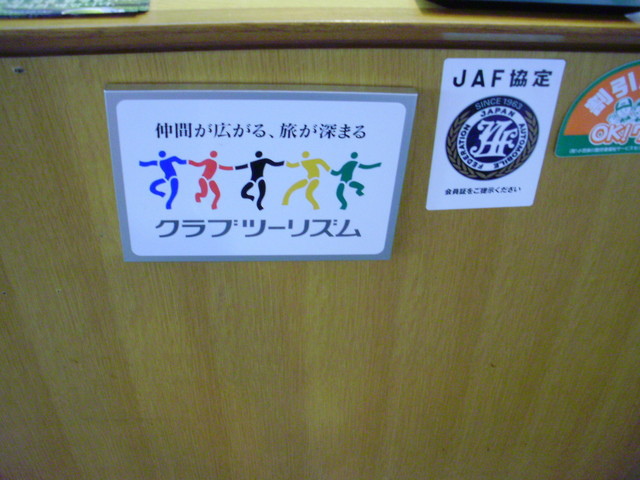 仲間が広がる、旅が深まる
クラブツーリズム
JAF協定
SINCE 1963
JAPAN AUTOMOBILE FEDERATION
JAF
会員証をご提示ください
割引
OK!